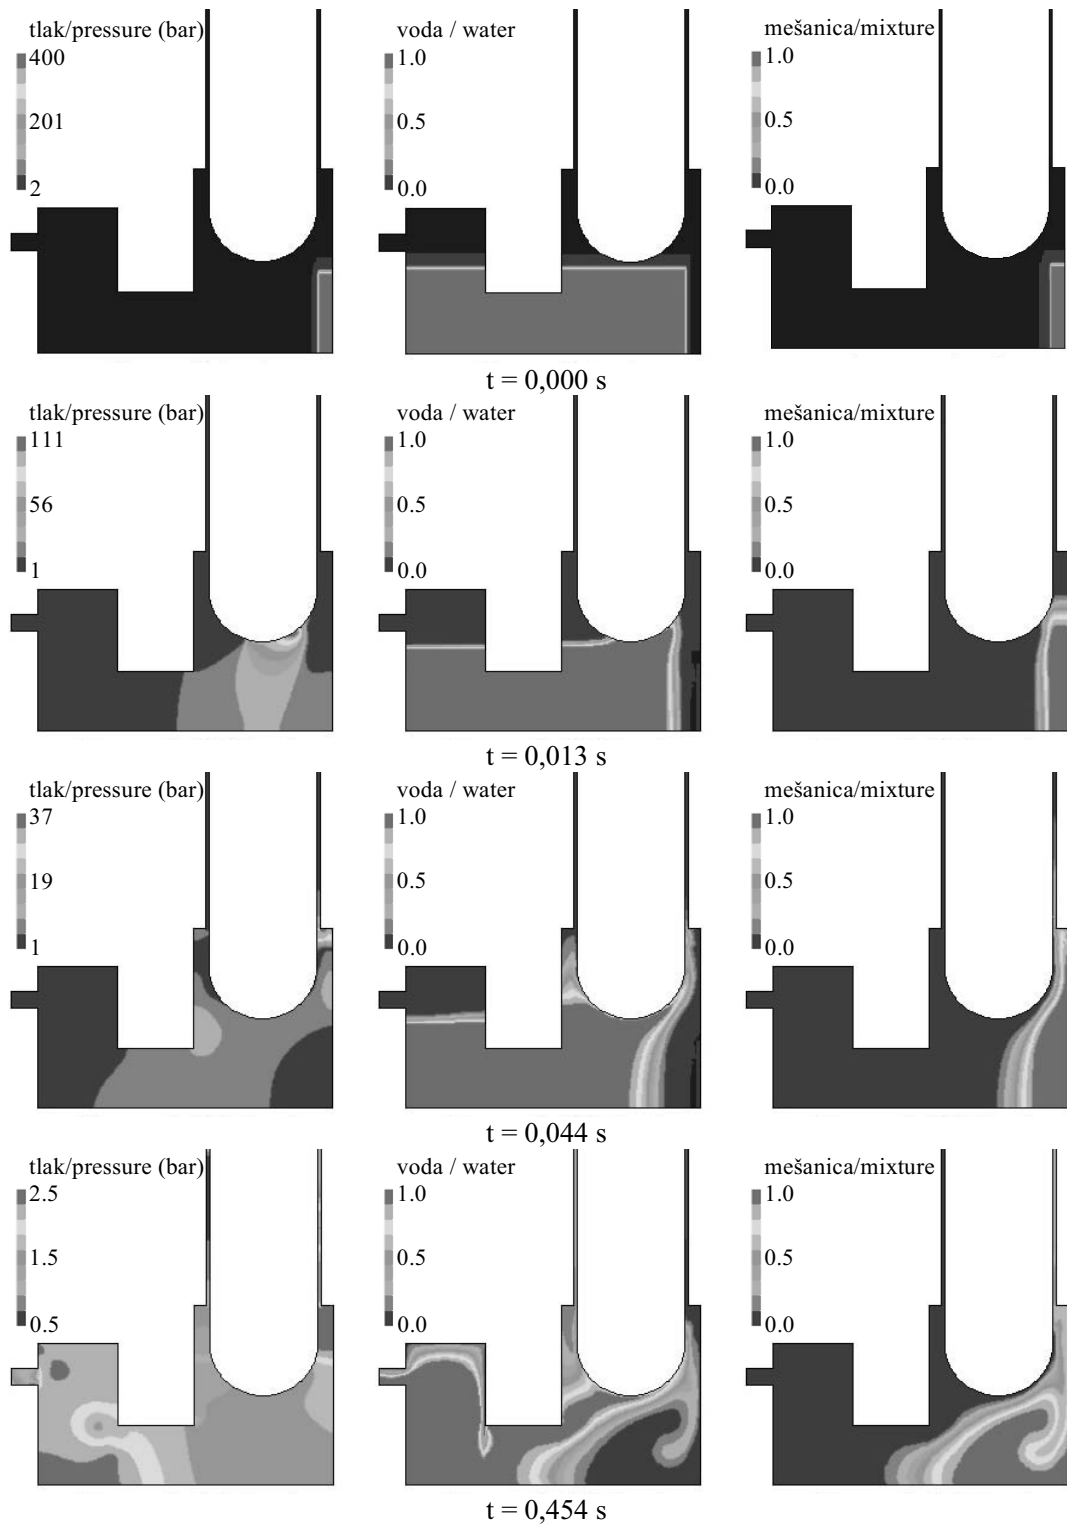 tlak/pressure (bar)
400
201
2
voda / water
1.0
0.5
0.0
mešanica/mixture
1.0
0.5
0.0
t = 0,000 s
tlak/pressure (bar)
111
56
1
voda / water
1.0
0.5
0.0
mešanica/mixture
1.0
0.5
0.0
t = 0,013 s
tlak/pressure (bar)
37
19
1
voda / water
1.0
0.5
0.0
mešanica/mixture
1.0
0.5
0.0
t = 0,044 s
tlak/pressure (bar)
2.5
1.5
0.5
voda / water
1.0
0.5
0.0
mešanica/mixture
1.0
0.5
0.0
t = 0,454 s